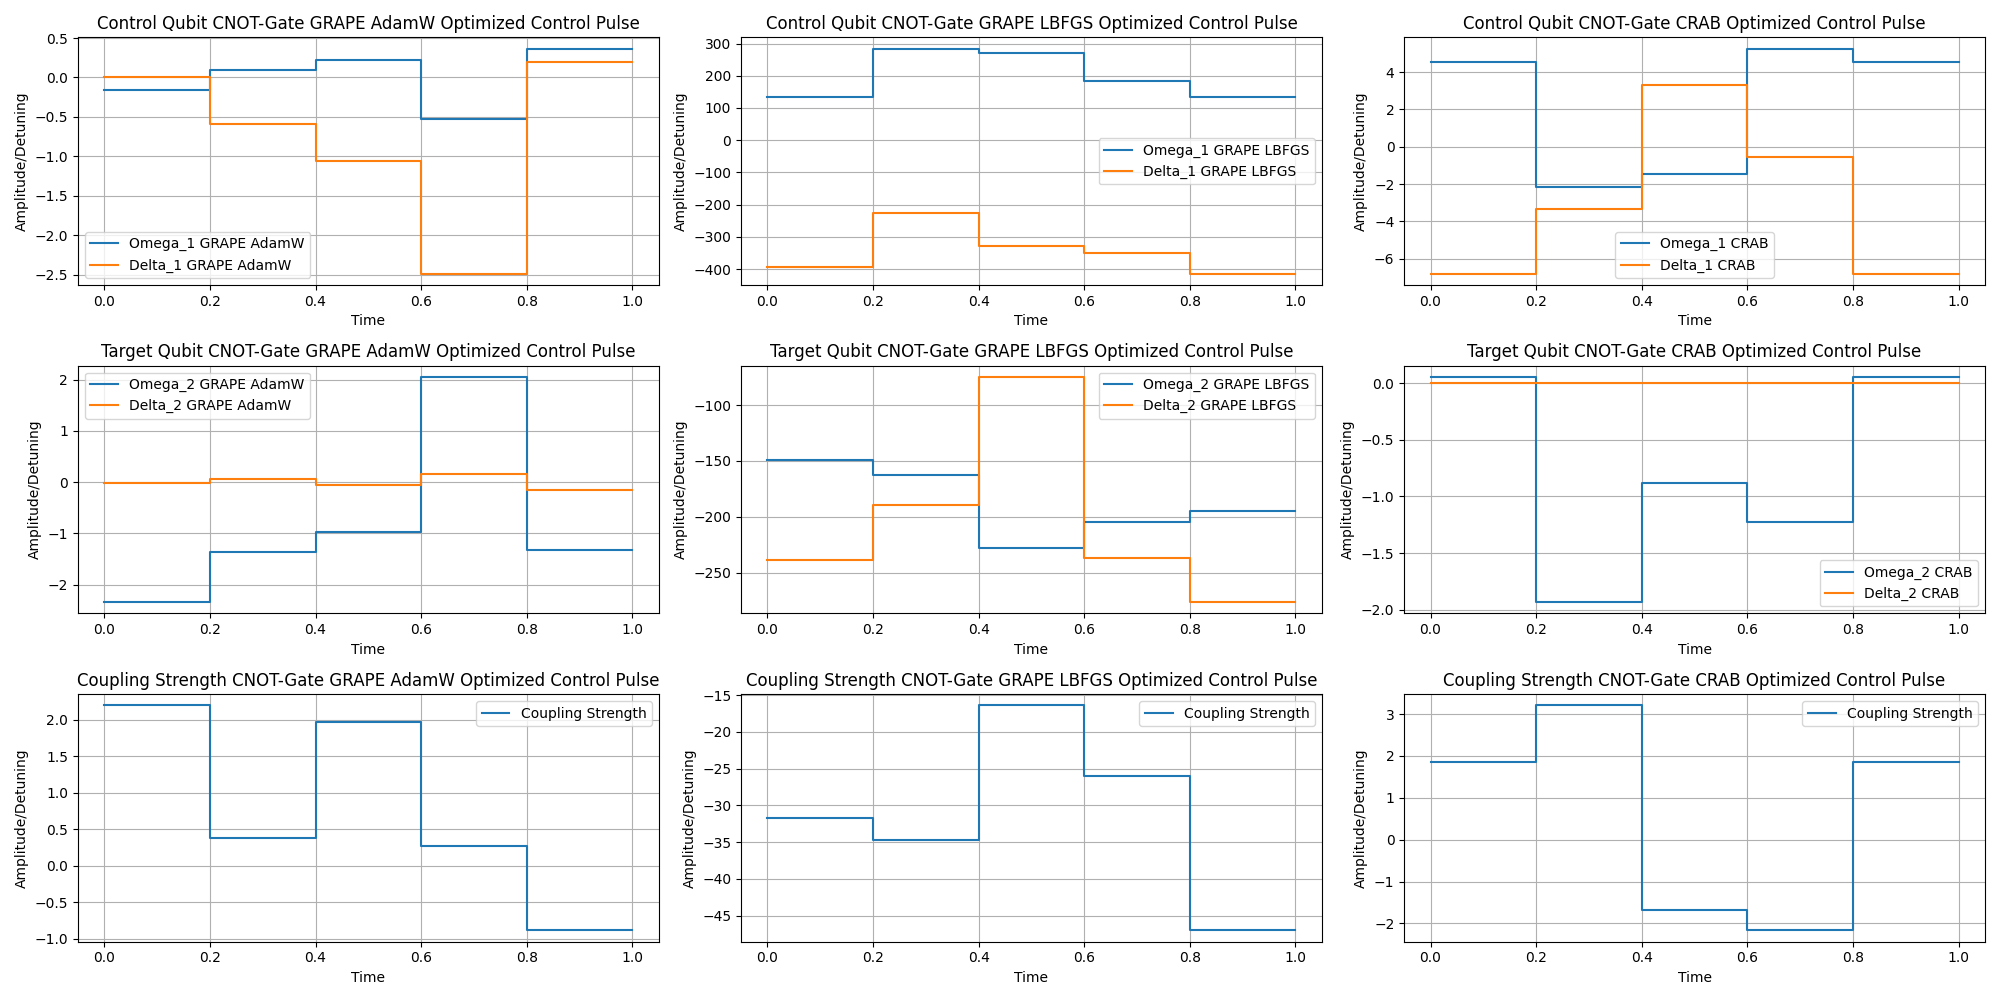 Control Qubit CNOT-Gate GRAPE AdamW Optimized Control Pulse
Amplitude/Detuning
0.5
0.0
−0.5
−1.0
−1.5
−2.0
−2.5
Omega_1 GRAPE AdamW
Delta_1 GRAPE AdamW
0.0 0.2 0.4 0.6 0.8 1.0
Time
Control Qubit CNOT-Gate GRAPE LBFGS Optimized Control Pulse
Amplitude/Detuning
300
200
100
0
−100
−200
−300
−400
Omega_1 GRAPE LBFGS
Delta_1 GRAPE LBFGS
0.0 0.2 0.4 0.6 0.8 1.0
Time
Control Qubit CNOT-Gate CRAB Optimized Control Pulse
Amplitude/Detuning
4
2
0
−2
−4
−6
Omega_1 CRAB
Delta_1 CRAB
0.0 0.2 0.4 0.6 0.8 1.0
Time
Target Qubit CNOT-Gate GRAPE AdamW Optimized Control Pulse
Amplitude/Detuning
2
1
0
−1
−2
Omega_2 GRAPE AdamW
Delta_2 GRAPE AdamW
0.0 0.2 0.4 0.6 0.8 1.0
Time
Target Qubit CNOT-Gate GRAPE LBFGS Optimized Control Pulse
Amplitude/Detuning
−100
−150
−200
−250
Omega_2 GRAPE LBFGS
Delta_2 GRAPE LBFGS
0.0 0.2 0.4 0.6 0.8 1.0
Time
Target Qubit CNOT-Gate CRAB Optimized Control Pulse
Amplitude/Detuning
0.0
−0.5
−1.0
−1.5
−2.0
Omega_2 CRAB
Delta_2 CRAB
0.0 0.2 0.4 0.6 0.8 1.0
Time
Coupling Strength CNOT-Gate GRAPE AdamW Optimized Control Pulse
Amplitude/Detuning
2.0
1.5
1.0
0.5
0.0
−0.5
−1.0
Coupling Strength
0.0 0.2 0.4 0.6 0.8 1.0
Time
Coupling Strength CNOT-Gate GRAPE LBFGS Optimized Control Pulse
Amplitude/Detuning
−15
−20
−25
−30
−35
−40
−45
Coupling Strength
0.0 0.2 0.4 0.6 0.8 1.0
Time
Coupling Strength CNOT-Gate CRAB Optimized Control Pulse
Amplitude/Detuning
3
2
1
0
−1
−2
Coupling Strength
0.0 0.2 0.4 0.6 0.8 1.0
Time